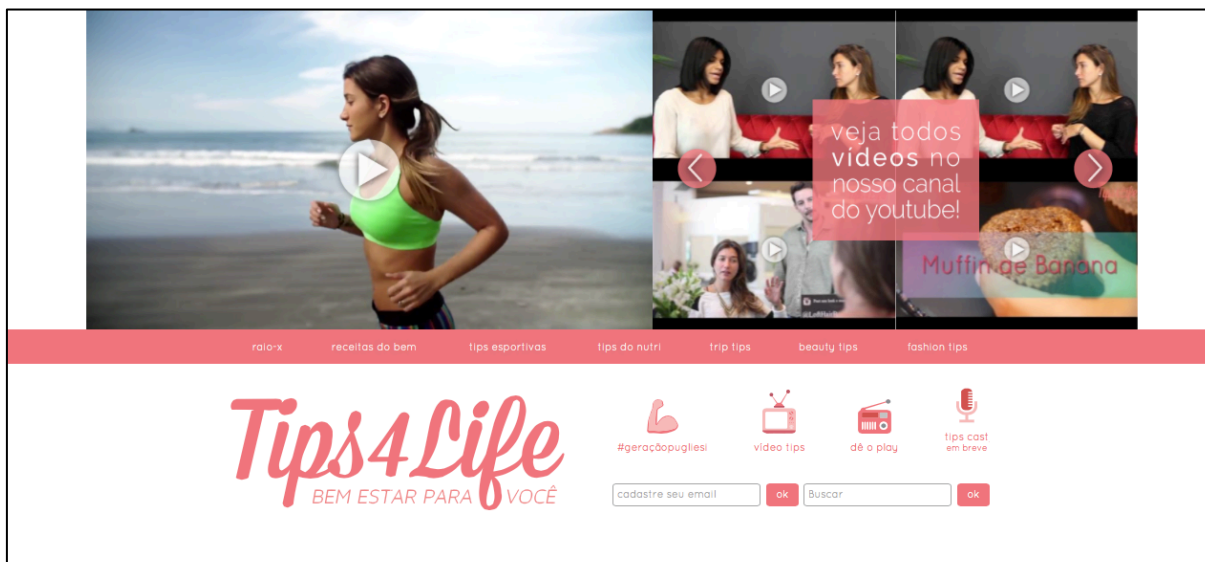 veja todos
vídeos no
nosso canal
do youtube!
Muffin de Banana
raio-x receitas do bem tips esportivas tips do nutri trip tips beauty tips fashion tips
Tips4Life
BEM ESTAR PARA VOCÊ
#geraçãopugliesi vídeo tips dê o play tips cast
em breve
cadastre seu email ok Buscar ok